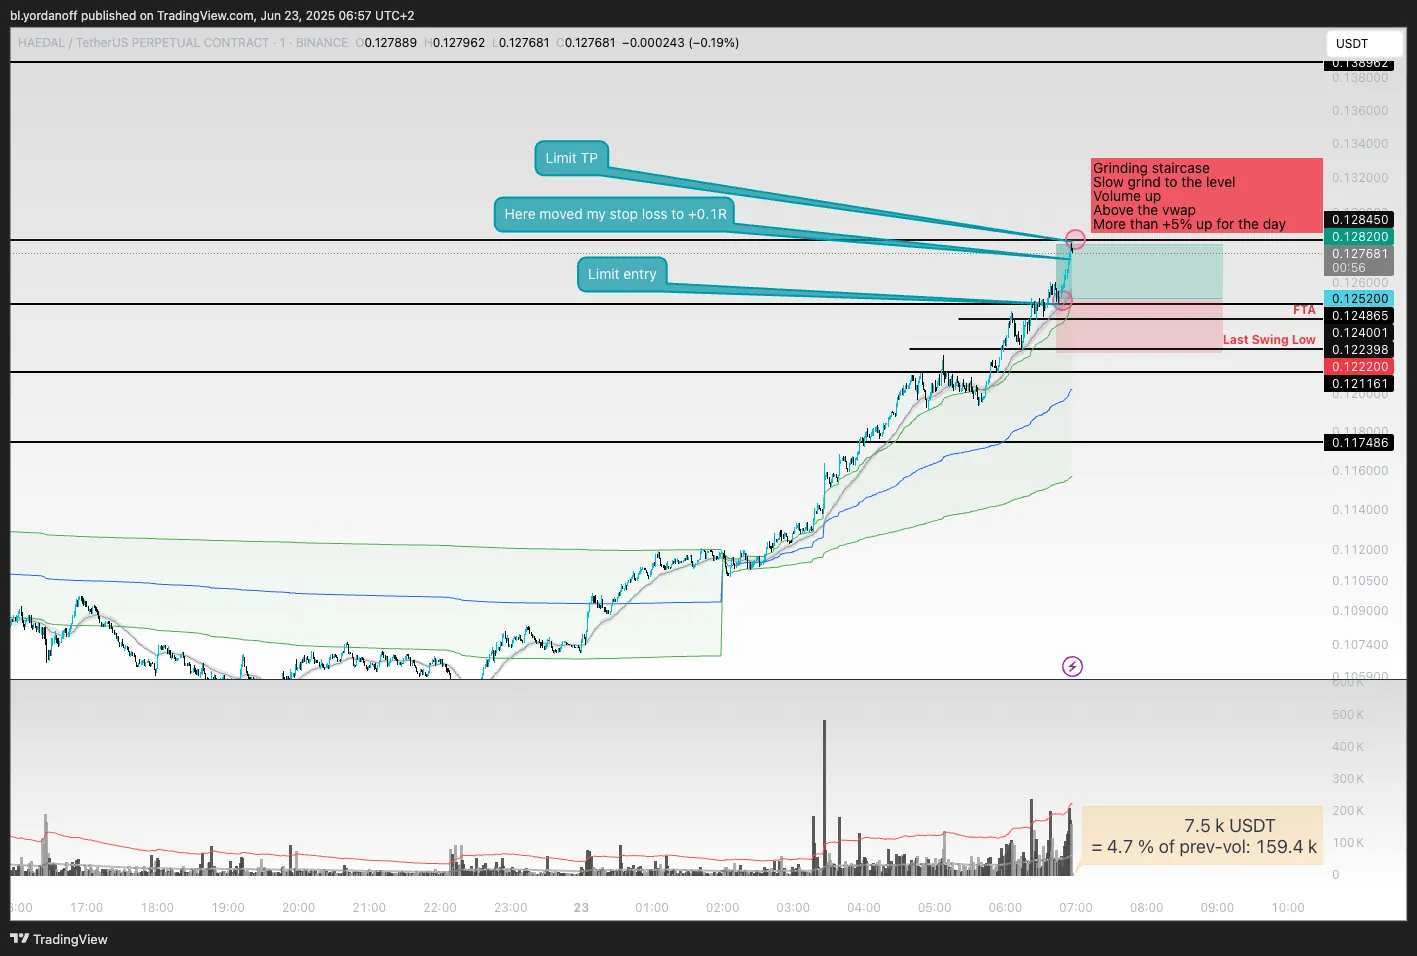 bl.yordanoff published on TradingView.com, Jun 23, 2025 06:57 UTC+2
HAEDAL / TetherUS PERPETUAL CONTRACT · 1 · BINANCE O0.127889 H0.127962 L0.127681 C0.127681 −0.000243 (−0.19%)
USDT
0.138962
0.138000
0.136000
0.134000
0.132000
Limit TP
Here moved my stop loss to +0.1R
Limit entry
Grinding staircase
Slow grind to the level
Volume up
Above the vwap
More than +5% up for the day
0.128450
0.128200
0.127681
00:56
0.126000
0.125200
FTA
0.124865
0.124001
Last Swing Low
0.122398
0.122200
0.121161
0.120000
0.118000
0.117486
0.116000
0.114000
0.112000
0.110500
0.109000
0.107400
0.105900
600 K
500 K
400 K
300 K
200 K
100 K
0
7.5 k USDT
= 4.7 % of prev-vol: 159.4 k
17:00 18:00 19:00 20:00 21:00 22:00 23:00 23 01:00 02:00 03:00 04:00 05:00 06:00 07:00 08:00 09:00 10:00
TradingView